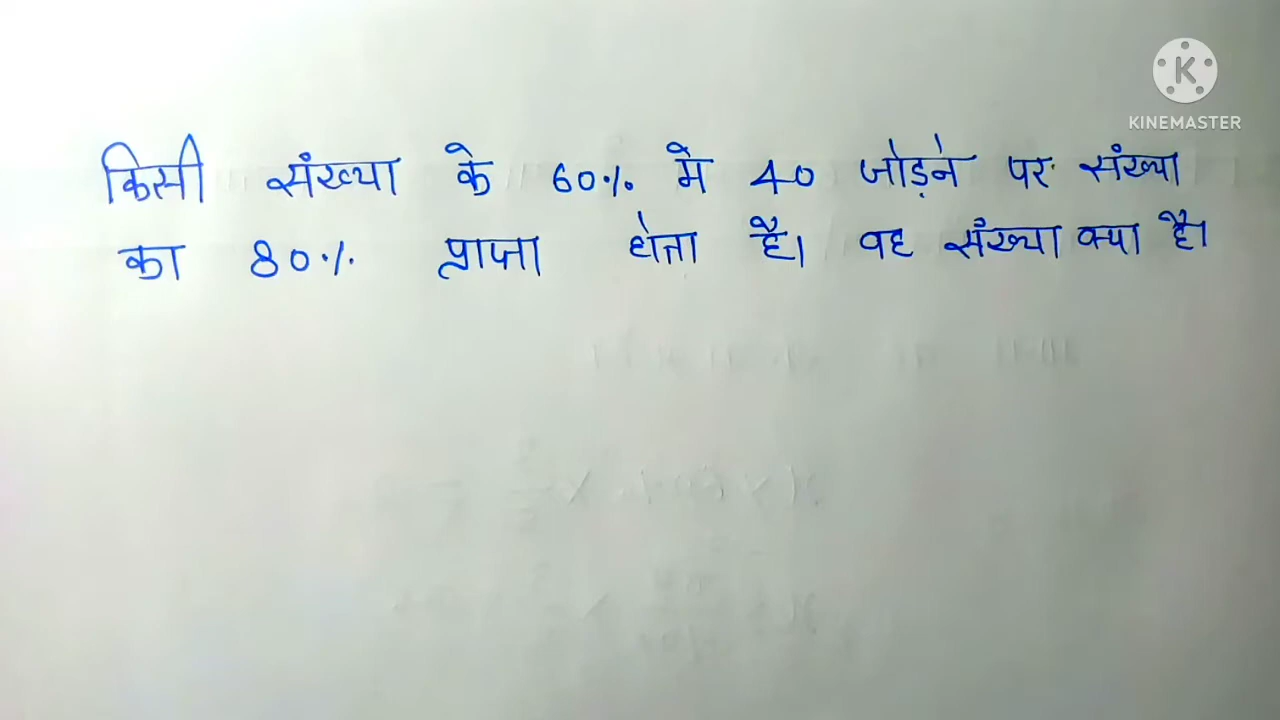 K
KINEMASTER
किसी संख्या के 60% मे 40 जोड़ने पर संख्या
का 80% प्राप्त होता है। वह संख्या क्या है।